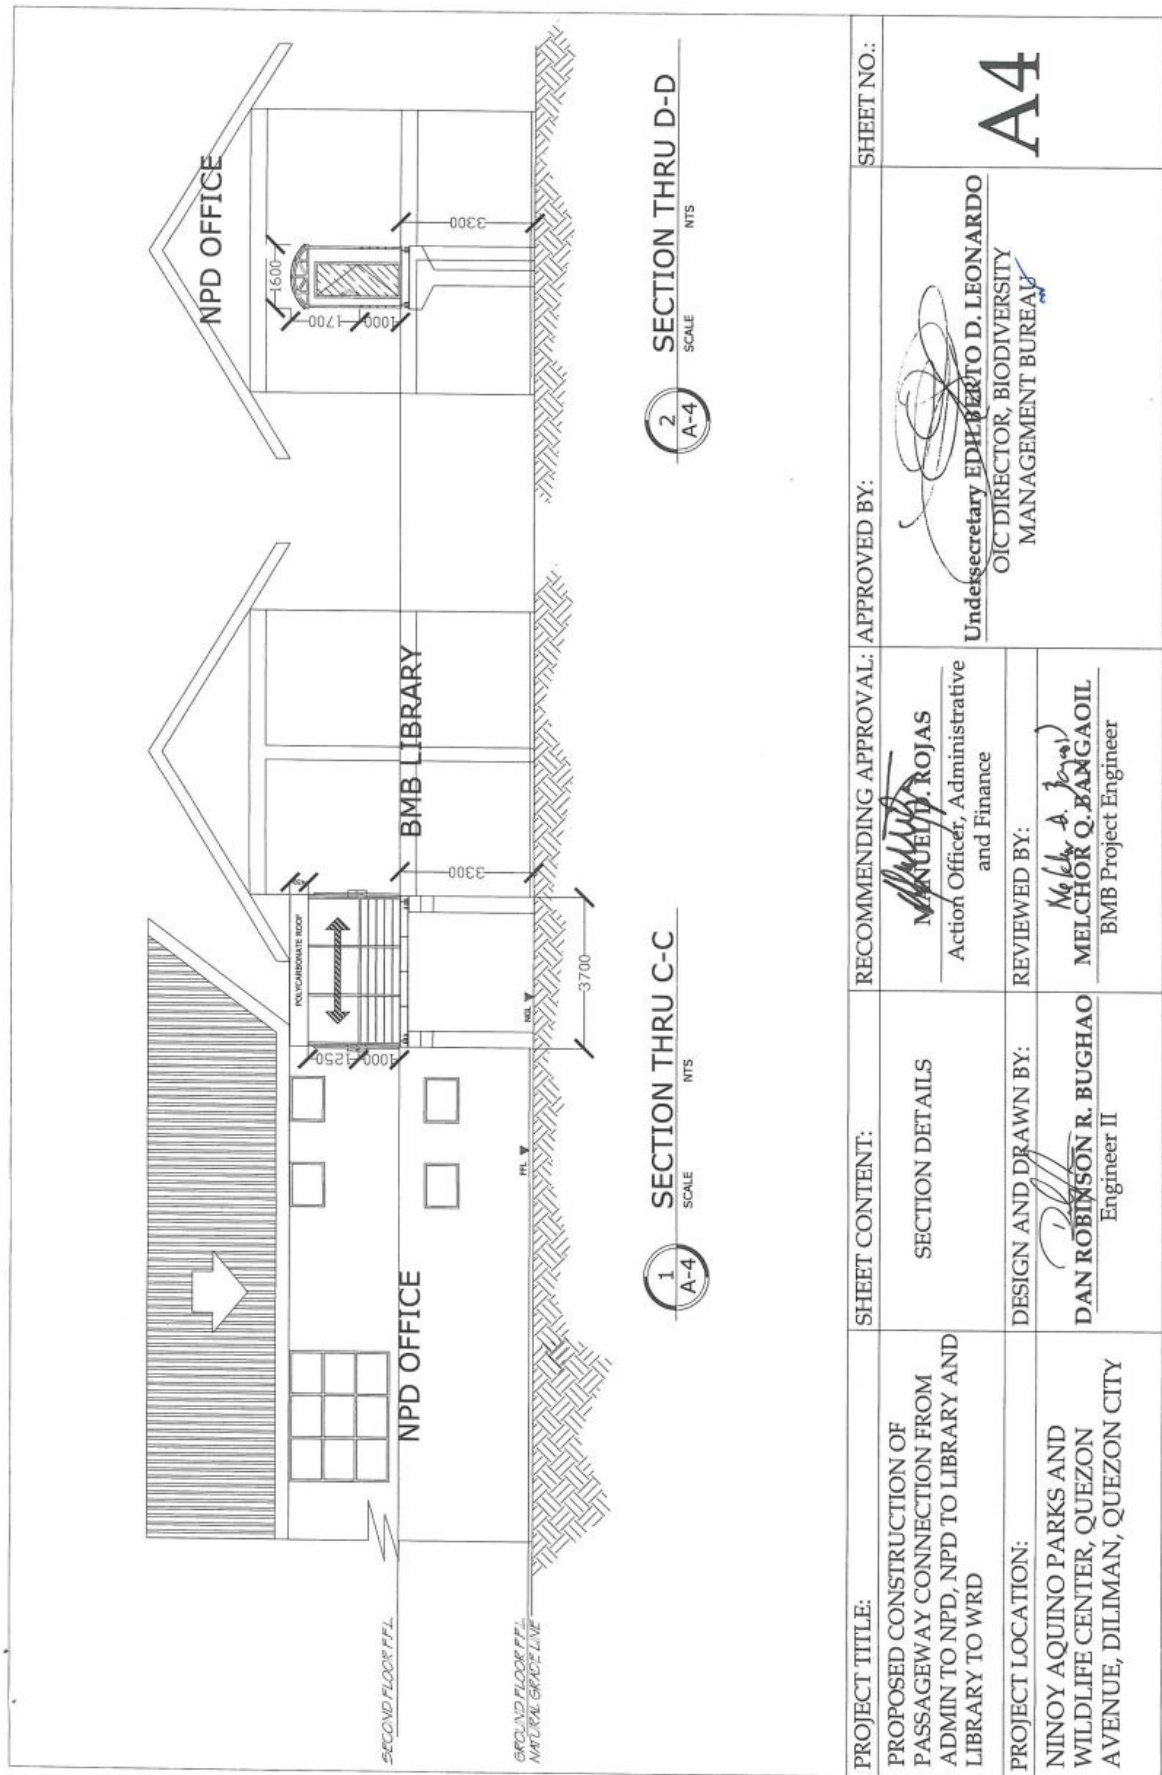 NPD OFFICE
BMB LIBRARY
NPD OFFICE
POLYCARBONATE ROOF
1250
1000
3300
3700
NGL
FFL
1600
1700
1000
3300
SECOND FLOOR FFL
GROUND FLOOR FFL
NATURAL GRADE LINE
1
A-4
SECTION THRU C-C
SCALE NTS
2
A-4
SECTION THRU D-D
SCALE NTS
PROJECT TITLE:
PROPOSED CONSTRUCTION OF
PASSAGEWAY CONNECTION FROM
ADMIN TO NPD, NPD TO LIBRARY AND
LIBRARY TO WRD
PROJECT LOCATION:
NINOY AQUINO PARKS AND
WILDLIFE CENTER, QUEZON
AVENUE, DILIMAN, QUEZON CITY
SHEET CONTENT:
SECTION DETAILS
DESIGN AND DRAWN BY:
DAN ROBINSON R. BUGHAO
Engineer II
RECOMMENDING APPROVAL:
MANUEL D. ROJAS
Action Officer, Administrative
and Finance
REVIEWED BY:
MELCHOR Q. BANGAOIL
BMB Project Engineer
APPROVED BY:
Undersecretary EDILBERTO D. LEONARDO
OIC DIRECTOR, BIODIVERSITY
MANAGEMENT BUREAU
SHEET NO.:
A4